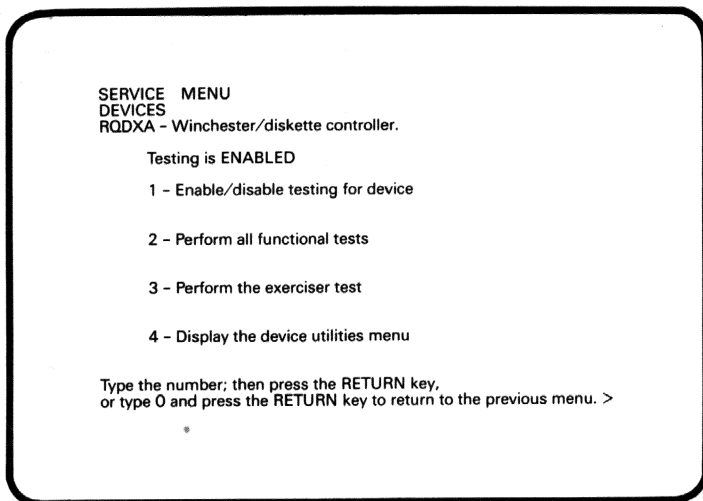 SERVICE MENU
DEVICES
RQDXA – Winchester/diskette controller.
Testing is ENABLED
1 – Enable/disable testing for device
2 – Perform all functional tests
3 – Perform the exerciser test
4 – Display the device utilities menu
Type the number; then press the RETURN key,
or type 0 and press the RETURN key to return to the previous menu. >